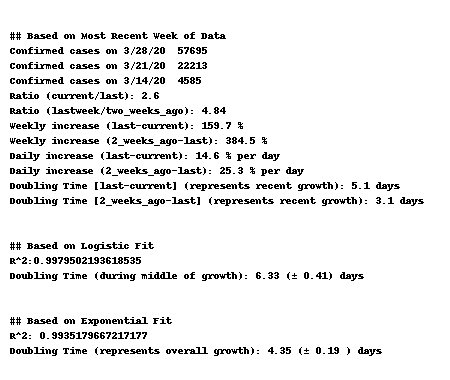 ## Based on Most Recent Week of Data
Confirmed cases on 3/28/20  57695
Confirmed cases on 3/21/20  22213
Confirmed cases on 3/14/20  4585
Ratio (current/last): 2.6
Ratio (lastweek/two_weeks_ago): 4.84
Weekly increase (last-current): 159.7 %
Weekly increase (2_weeks_ago-last): 384.5 %
Daily increase (last-current): 14.6 % per day
Daily increase (2_weeks_ago-last): 25.3 % per day
Doubling Time [last-current] (represents recent growth): 5.1 days
Doubling Time [2_weeks_ago-last] (represents recent growth): 3.1 days
## Based on Logistic Fit
R^2:0.9979502193618535
Doubling Time (during middle of growth): 6.33 (± 0.41) days
## Based on Exponential Fit
R^2: 0.9935179667217177
Doubling Time (represents overall growth): 4.35 (± 0.19 ) days